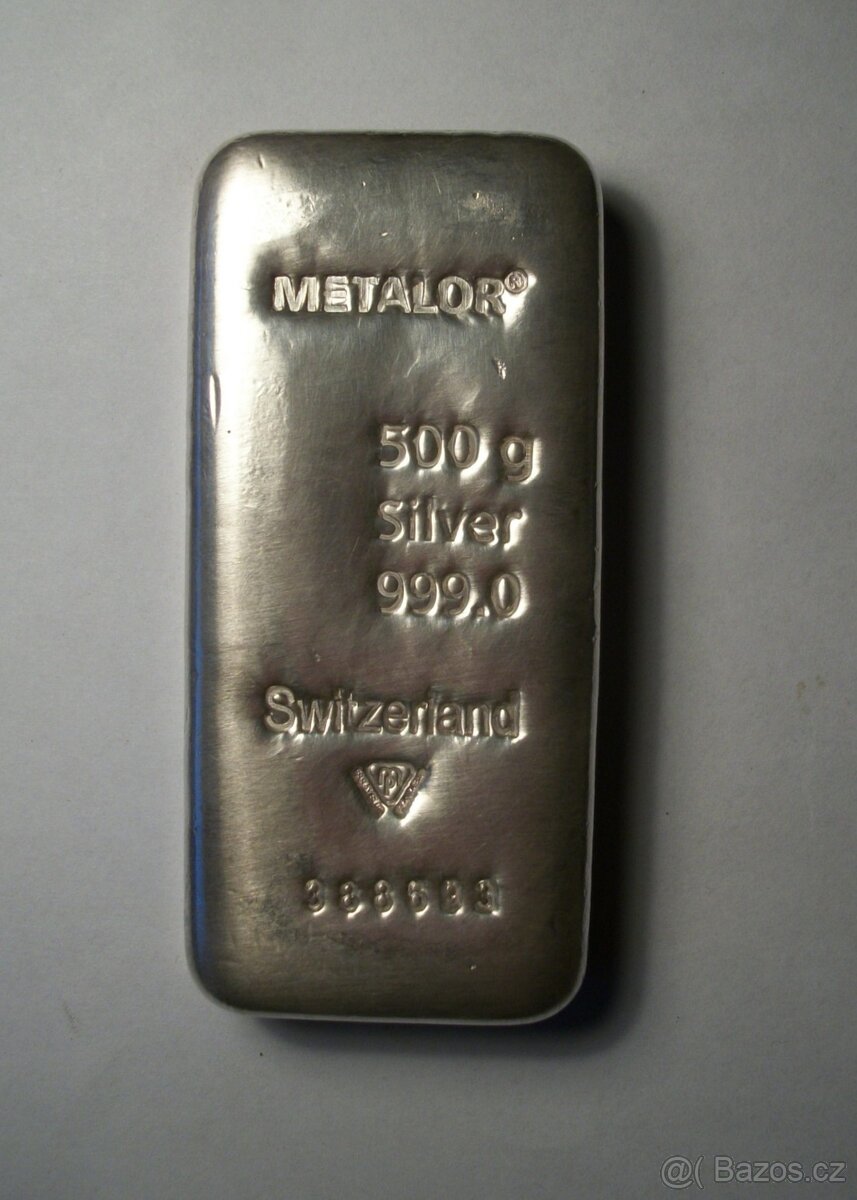 METALOR®
500 g
Silver
999.0
Switzerland
@( Bazos.cz